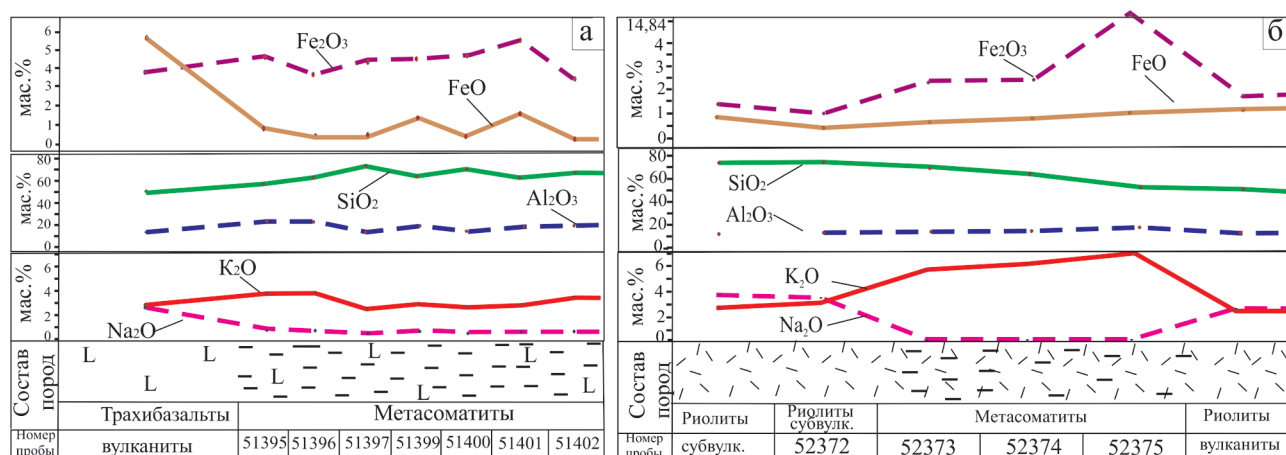 а
мас.%
6
5
4
3
2
1
0
Fe₂O₃
FeO
мас.%
80
60
40
20
0
SiO₂
Al₂O₃
мас.%
6
4
2
0
K₂O
Na₂O
Состав пород
L L L L L L L L
Трахибазальты Метасоматиты
Номер пробы
вулканиты 51395 51396 51397 51399 51400 51401 51402
б
мас.%
14,84
4
3
2
1
0
Fe₂O₃
FeO
мас.%
80
60
40
20
0
SiO₂
Al₂O₃
мас.%
6
4
2
0
K₂O
Na₂O
Состав пород
Риолиты Риолиты субвулк. Метасоматиты Риолиты
Номер пробы
субвулк. 52372 52373 52374 52375 вулканиты